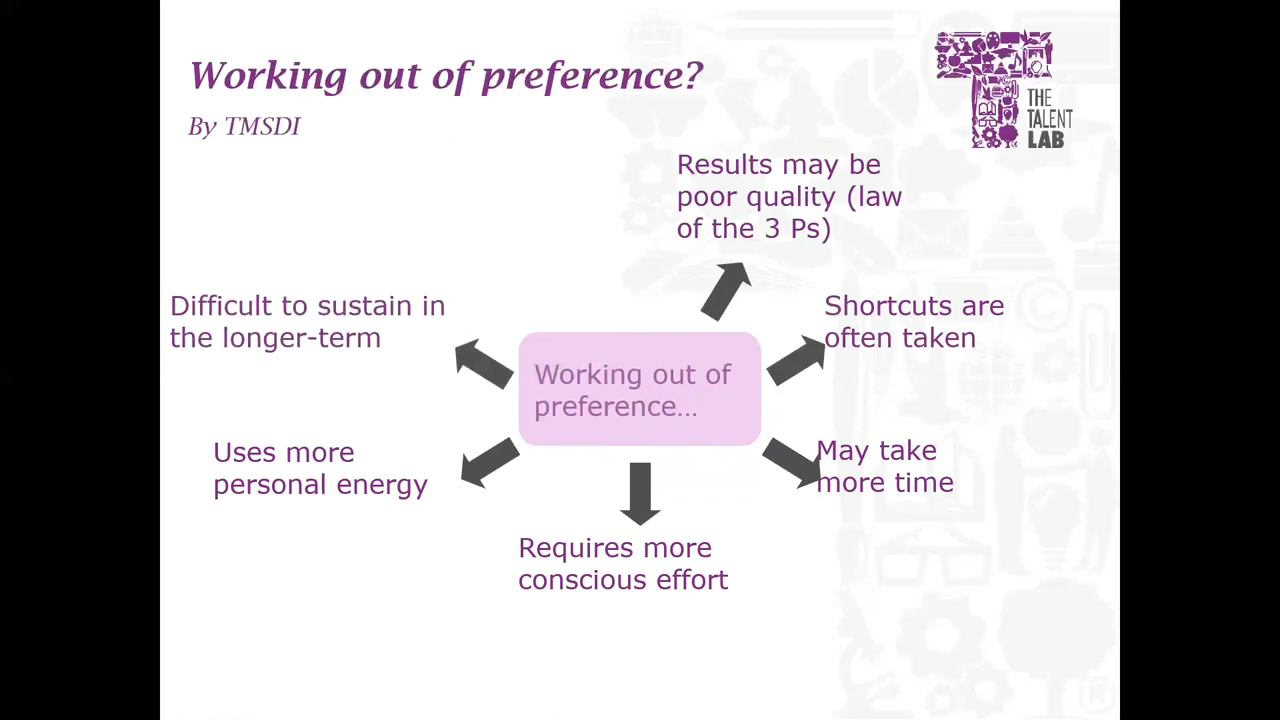 Working out of preference?
By TMSDI
THE
TALENT
LAB
Results may be
poor quality (law
of the 3 Ps)
Difficult to sustain in
the longer-term
Shortcuts are
often taken
Working out of
preference…
Uses more
personal energy
May take
more time
Requires more
conscious effort